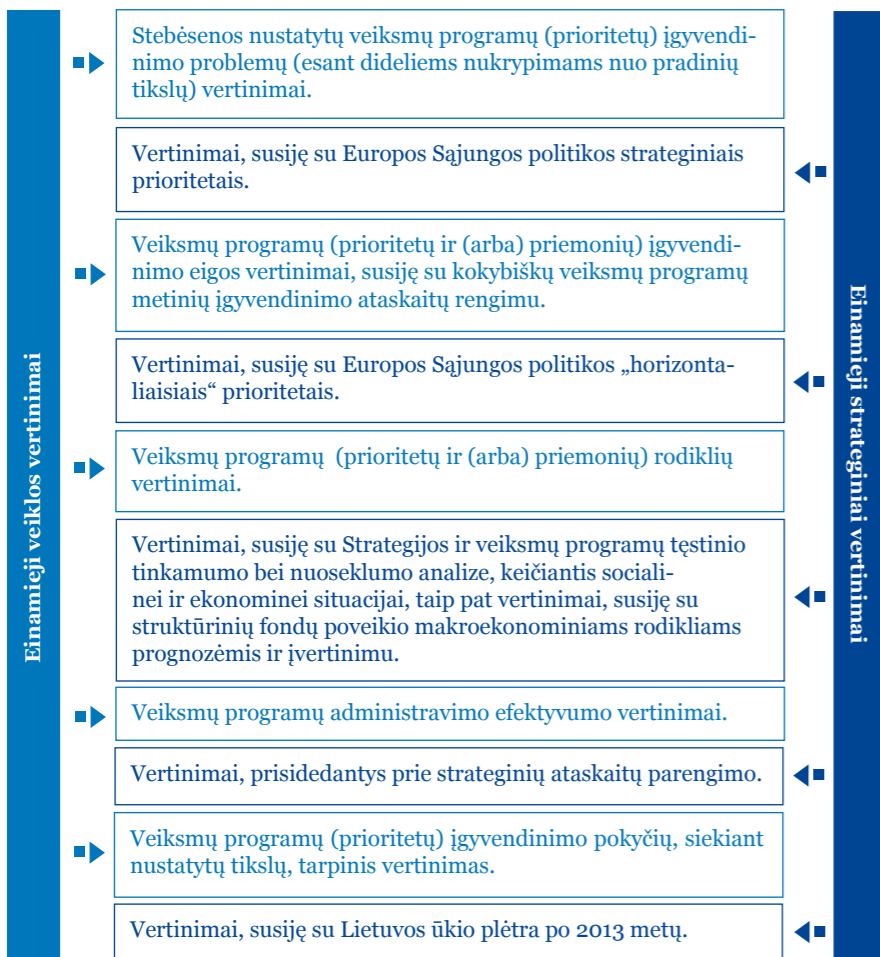 Einamieji veiklos vertinimai
Stebėsenos nustatytų veiksmų programų (prioritetų) įgyvendi-
nimo problemų (esant dideliems nukrypimams nuo pradinių
tikslų) vertinimai.
Vertinimai, susiję su Europos Sąjungos politikos strateginiais
prioritetais.
Veiksmų programų (prioritetų ir (arba) priemonių) įgyvendi-
nimo eigos vertinimai, susiję su kokybiškų veiksmų programų
metinių įgyvendinimo ataskaitų rengimu.
Vertinimai, susiję su Europos Sąjungos politikos „horizonta-
liaisiais“ prioritetais.
Veiksmų programų (prioritetų ir (arba) priemonių) rodiklių
vertinimai.
Vertinimai, susiję su Strategijos ir veiksmų programų tęstinio
tinkamumo bei nuoseklumo analize, keičiantis sociali-
nei ir ekonominei situacijai, taip pat vertinimai, susiję su
struktūrinių fondų poveikio makroekonominiams rodikliams
prognozėmis ir įvertinimu.
Veiksmų programų administravimo efektyvumo vertinimai.
Vertinimai, prisidedantys prie strateginių ataskaitų parengimo.
Veiksmų programų (prioritetų) įgyvendinimo pokyčių, siekiant
nustatytų tikslų, tarpinis vertinimas.
Vertinimai, susiję su Lietuvos ūkio plėtra po 2013 metų.
Einamieji strateginiai vertinimai